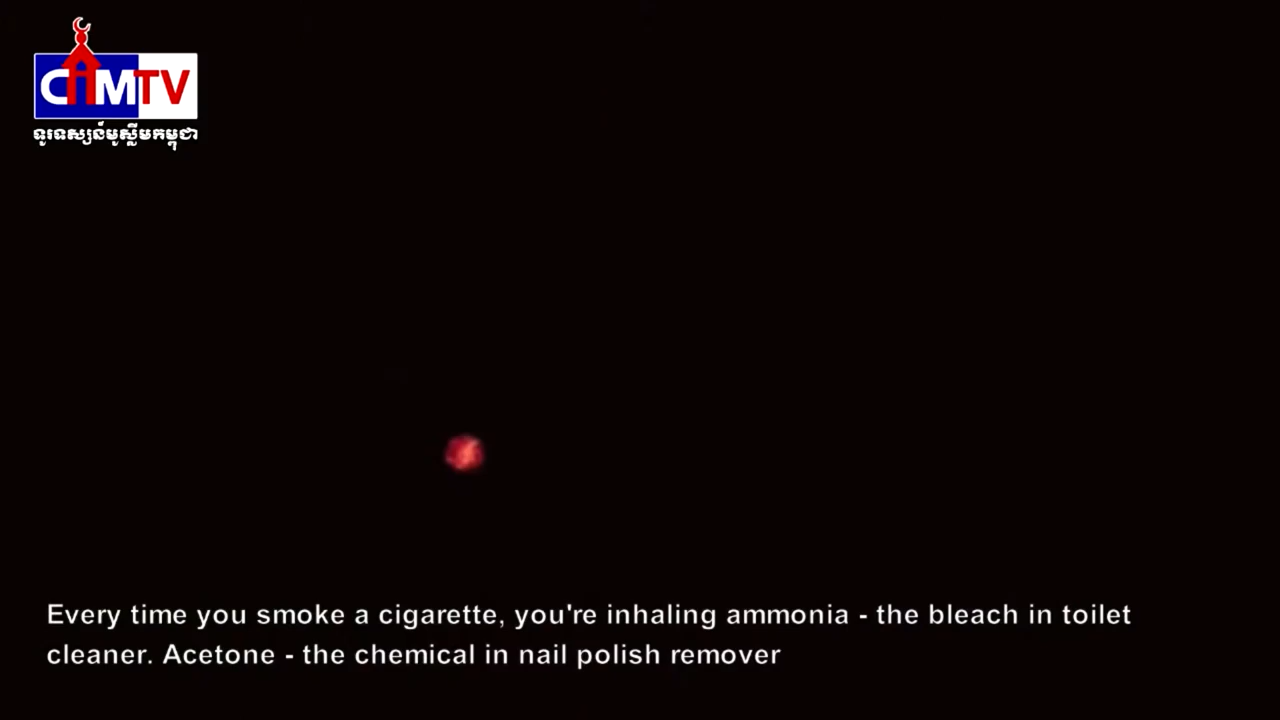 CAMTV
ទូរទស្សន៍មូស្លីមកម្ពុជា
Every time you smoke a cigarette, you're inhaling ammonia - the bleach in toilet
cleaner. Acetone - the chemical in nail polish remover